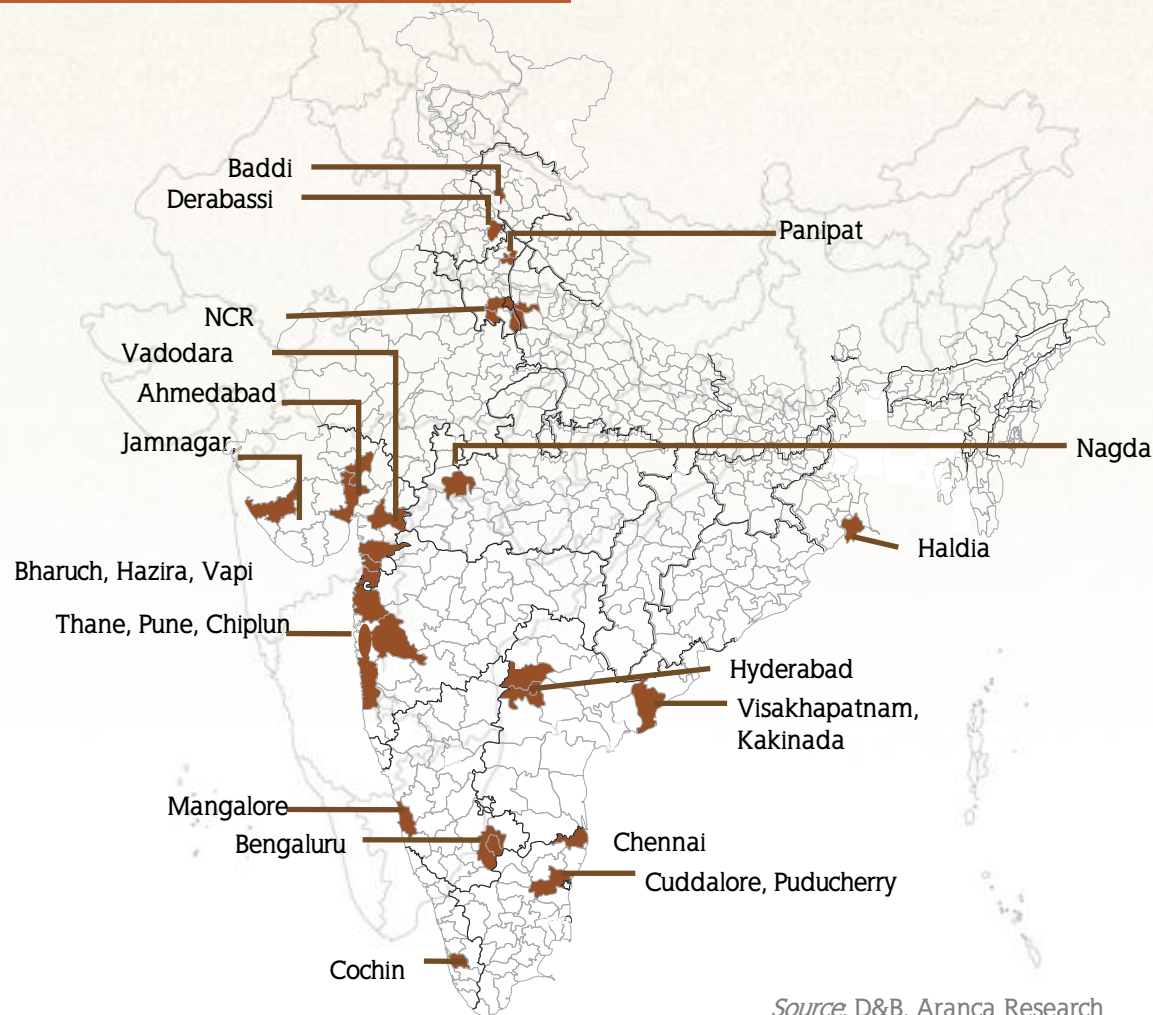 Baddi
Derabassi
Panipat
NCR
Vadodara
Ahmedabad
Jamnagar
Nagda
Haldia
Bharuch, Hazira, Vapi
Thane, Pune, Chiplun
Hyderabad
Visakhapatnam,
Kakinada
Mangalore
Bengaluru
Chennai
Cuddalore, Puducherry
Cochin
Source: D&B, Aranca Research